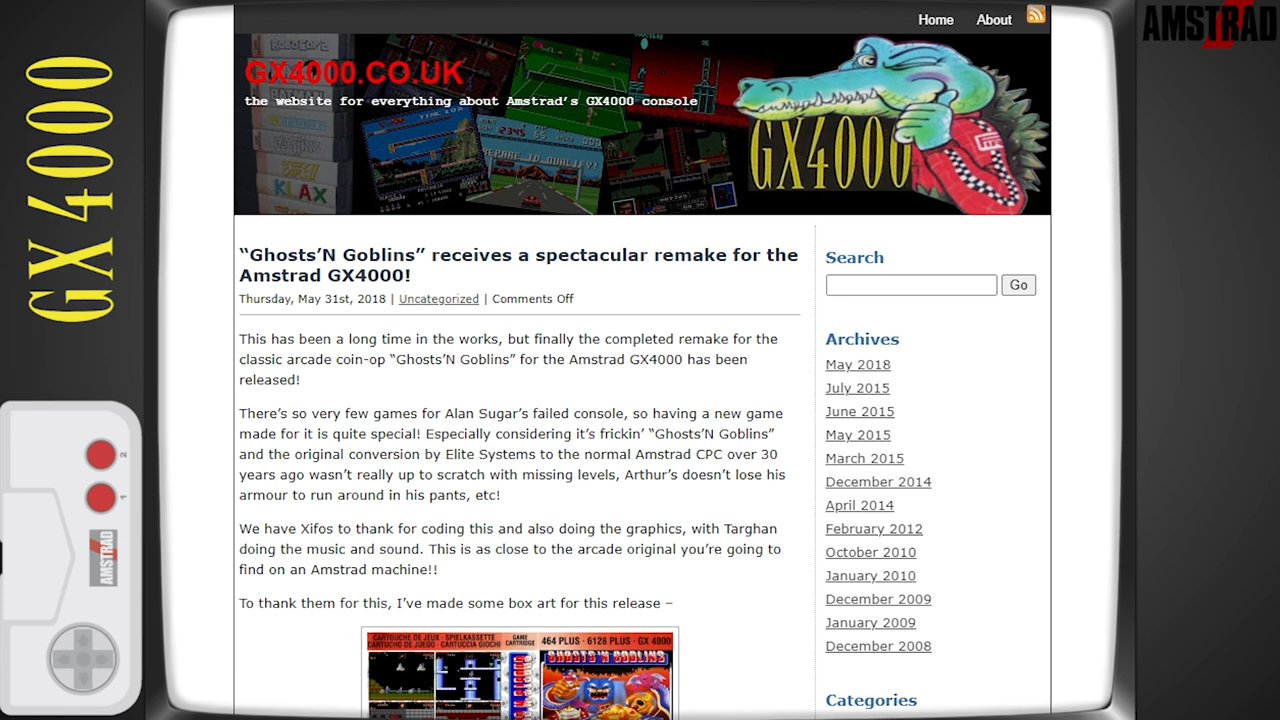 GX4000
2
1
AMSTRAD
AMSTRAD
Home About
ROBOCOP
KLAX
PREPARE TO QUALIFY!
GX4000.CO.UK
the website for everything about Amstrad's GX4000 console
GX4000
“Ghosts’N Goblins” receives a spectacular remake for the
Amstrad GX4000!
Thursday, May 31st, 2018 | Uncategorized | Comments Off
This has been a long time in the works, but finally the completed remake for the
classic arcade coin-op “Ghosts’N Goblins” for the Amstrad GX4000 has been
released!
There’s so very few games for Alan Sugar’s failed console, so having a new game
made for it is quite special! Especially considering it’s frickin’ “Ghosts’N Goblins”
and the original conversion by Elite Systems to the normal Amstrad CPC over 30
years ago wasn’t really up to scratch with missing levels, Arthur’s doesn’t lose his
armour to run around in his pants, etc!
We have Xifos to thank for coding this and also doing the graphics, with Targhan
doing the music and sound. This is as close to the arcade original you’re going to
find on an Amstrad machine!!
To thank them for this, I’ve made some box art for this release –
CARTOUCHE DE JEU · SPIELKASSETTE
CARTUCHO DE JUEGO · CARTUCCIA GIOCHI
GAME
CARTRIDGE
464 PLUS · 6128 PLUS · GX 4000
GHOSTS'N GOBLINS
Search
Go
Archives
May 2018
July 2015
June 2015
May 2015
March 2015
December 2014
April 2014
February 2012
October 2010
January 2010
December 2009
January 2009
December 2008
Categories